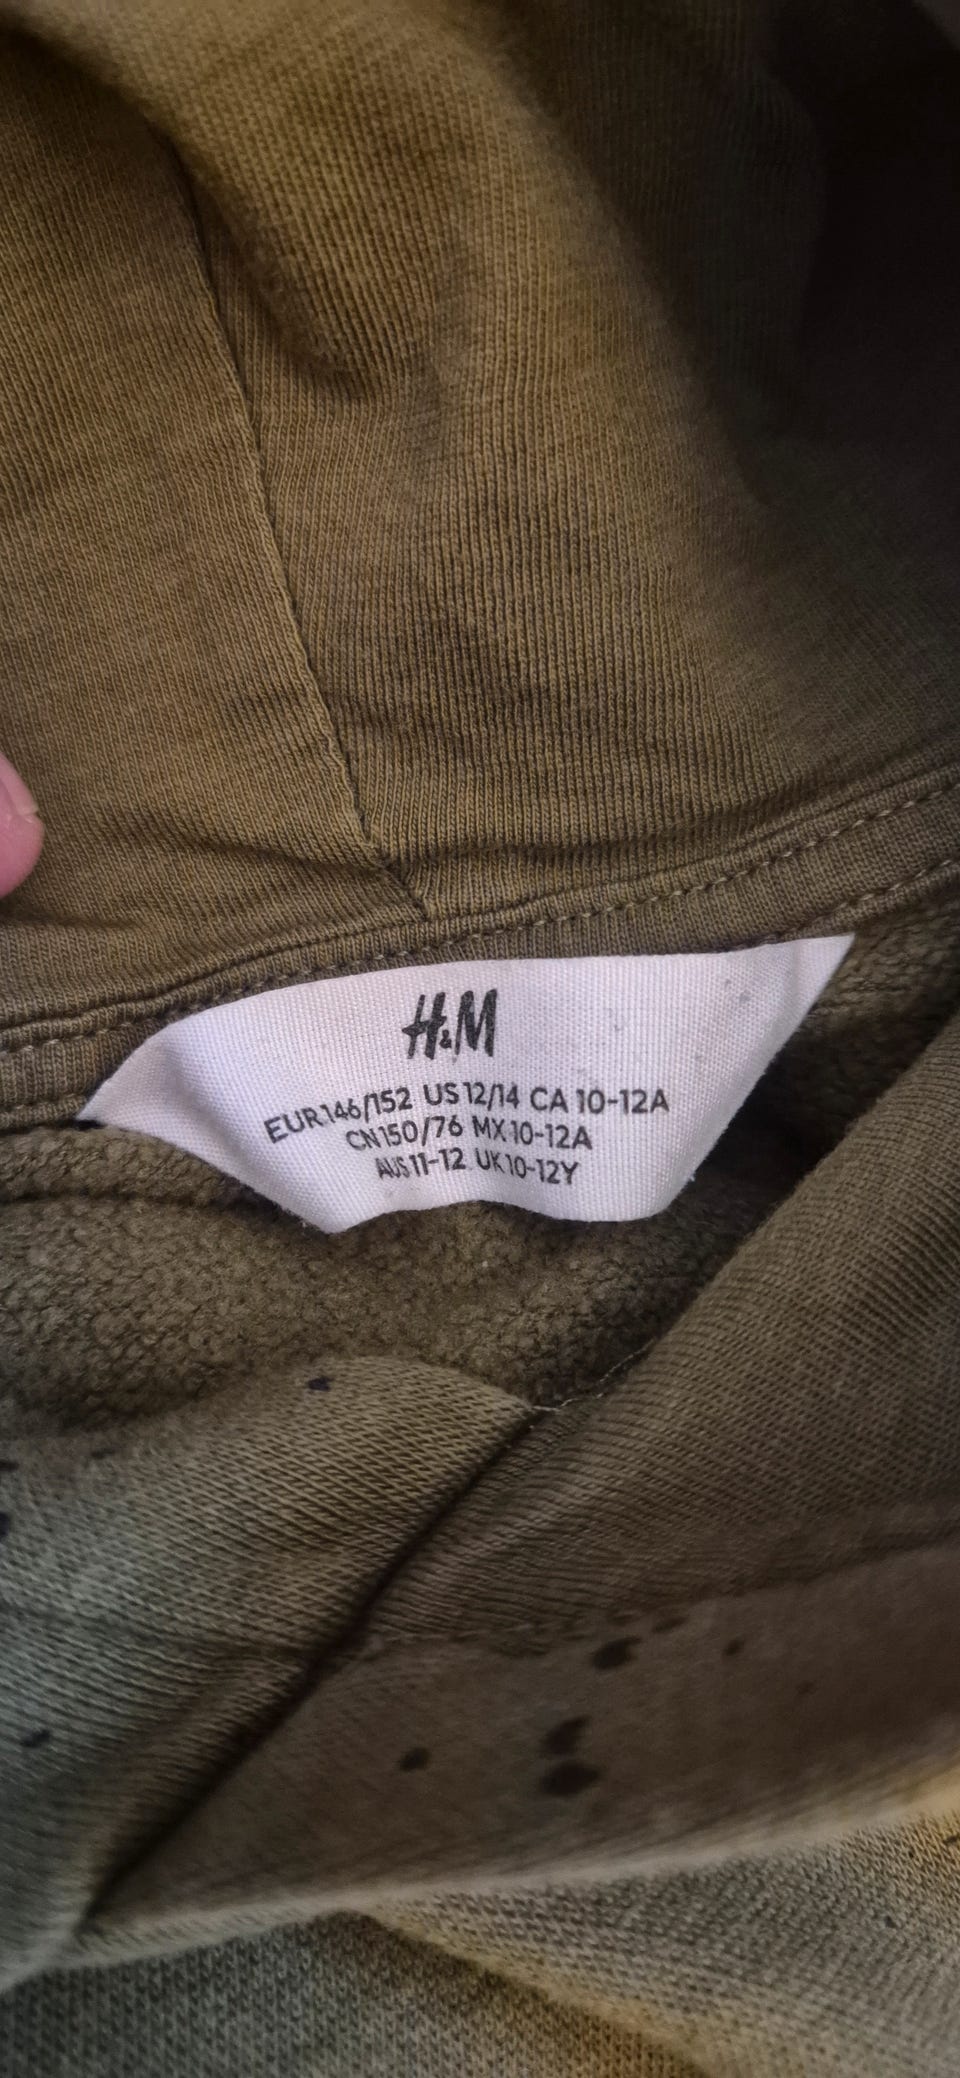 H&M
EUR 146/152 US 12/14 CA 10-12A
CN 150/76 MX 10-12A
AUS 11-12 UK 10-12Y